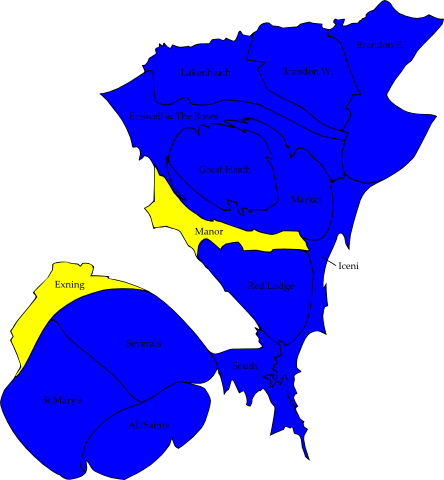 Brandon E.
Lakenheath
Brandon W.
Eriswell & The Rows
Great Heath
Market
Manor
Iceni
Exning
Red Lodge
Severals
South
St Mary's
All Saints